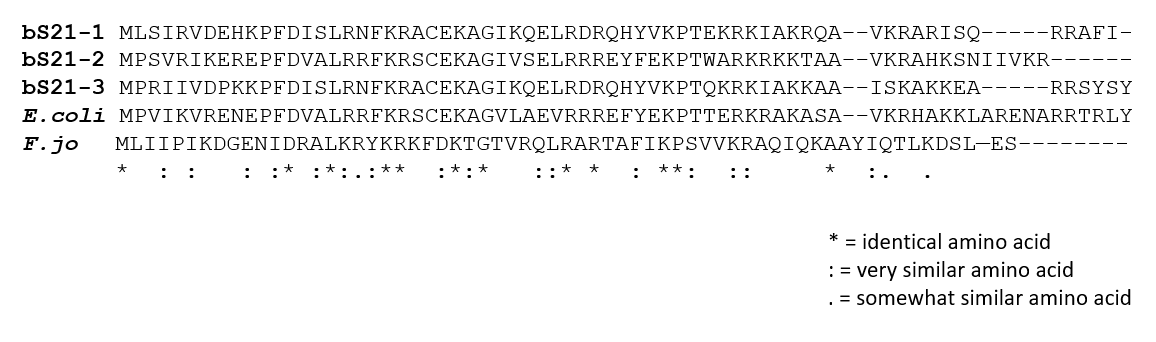 bS21-1 MLSIRVDEHKPFDISLRNFKRACEKAGIKQELRDRQHYVKPTEKRKIAKRQA--VKRARISQ-----RRAFI-
bS21-2 MPSVRIKEREPFDVALRRFKRACEKAGIVSELRRREYFEKPTWARKRKKTAA--VKRAHKSNIIVKR------
bS21-3 MPRIIVDPKKPFDISLRNFKRACEKAGIKQELRDRQHYVKPTQKRKIAKKAA--ISKAKKEA-----RRSYSY
E.coli MPVIKVRENEPFDVALRRFKRSCEKAGVLAEVRRREFYEKPTTERKRAKASA--VKRHAKKLARENARRTRLY
F.jo MLIIPIKDGENIDRALKRYKRKFDKTGTVRQLRARTAFIKPSVVKRAQIQKAAYIQTLKDSL—ES--------
* : : : :* :*:.:** :*:* ::* * : **: :: * :. .
* = identical amino acid
: = very similar amino acid
. = somewhat similar amino acid